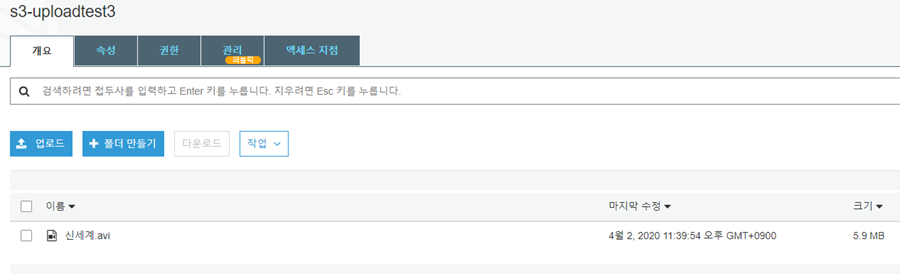 s3-uploadtest3
개요 속성 권한 관리 액세스 지점
검색하려면 접두사를 입력하고 Enter 키를 누릅니다. 지우려면 Esc 키를 누릅니다.
업로드 폴더 만들기 다운로드 작업
이름 마지막 수정 크기
신세계.avi 4월 2, 2020 11:39:54 오후 GMT+0900 5.9 MB